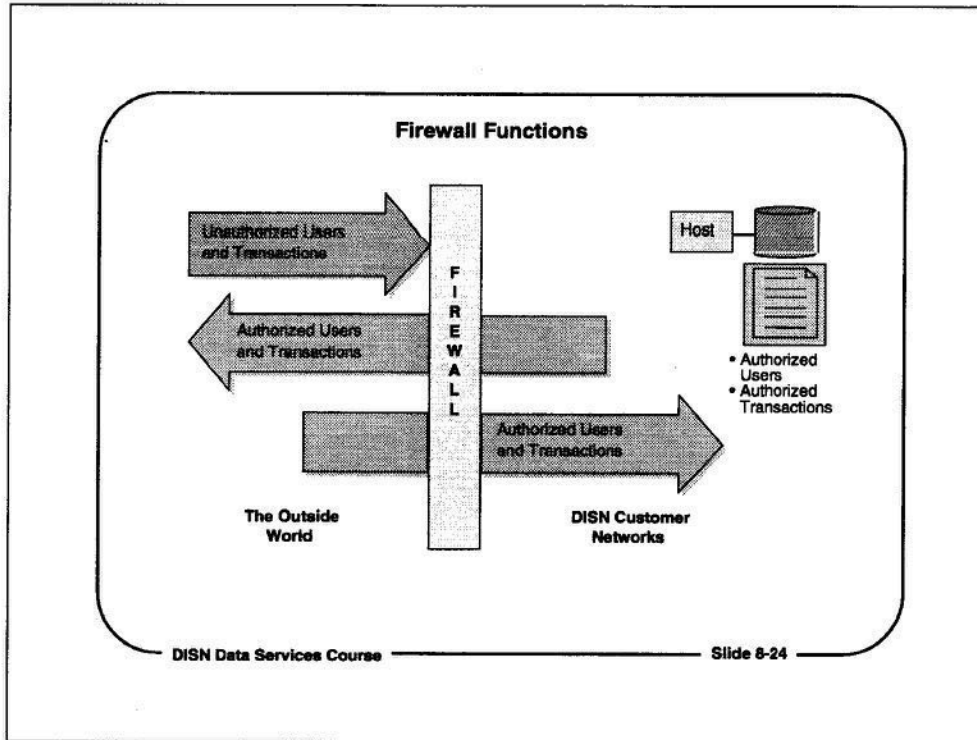 Firewall Functions
Unauthorized Users
and Transactions
Host
FIREWALL
Authorized Users
and Transactions
• Authorized
Users
• Authorized
Transactions
Authorized Users
and Transactions
The Outside
World
DISN Customer
Networks
DISN Data Services Course
Slide 8-24